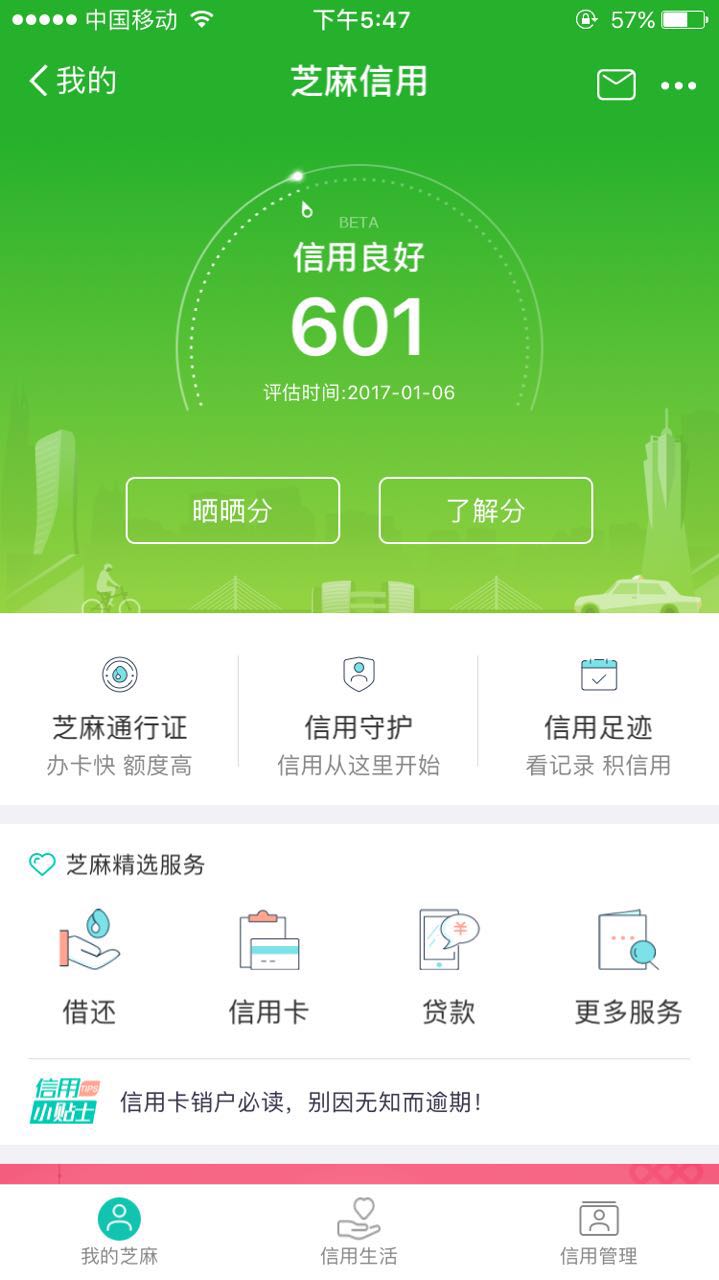 中国移动 下午5:47 57%
我的 芝麻信用
BETA
信用良好
601
评估时间:2017-01-06
晒晒分 了解分
芝麻通行证 信用守护 信用足迹
办卡快 额度高 信用从这里开始 看记录 积信用
芝麻精选服务
借还 信用卡 贷款 更多服务
信用TIPS
小贴士
信用卡销户必读，别因无知而逾期！
我的芝麻 信用生活 信用管理